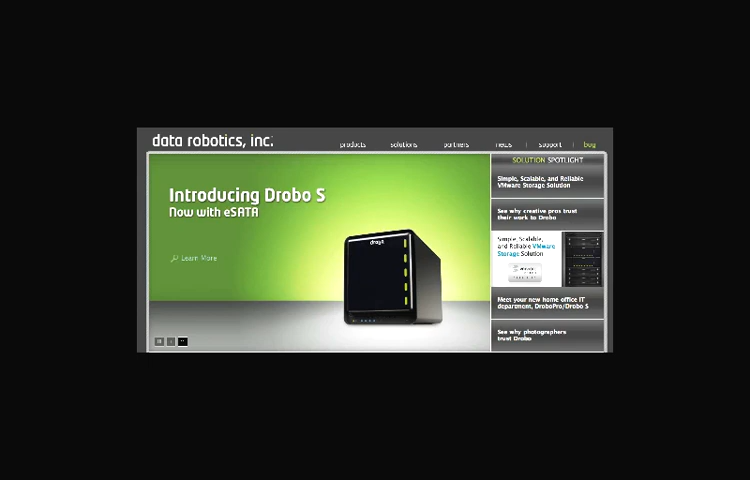 data robotics, inc.
products solutions partners news support buy
Introducing Drobo S
Now with eSATA
Learn More
drobo
SOLUTION SPOTLIGHT
Simple, Scalable, and Reliable
VMware Storage Solution
See why creative pros trust
their work to Drobo
Simple, Scalable,
and Reliable VMware
Storage Solution
vmware
Meet your new home office IT
department, DroboPro/Drobo S
See why photographers
trust Drobo